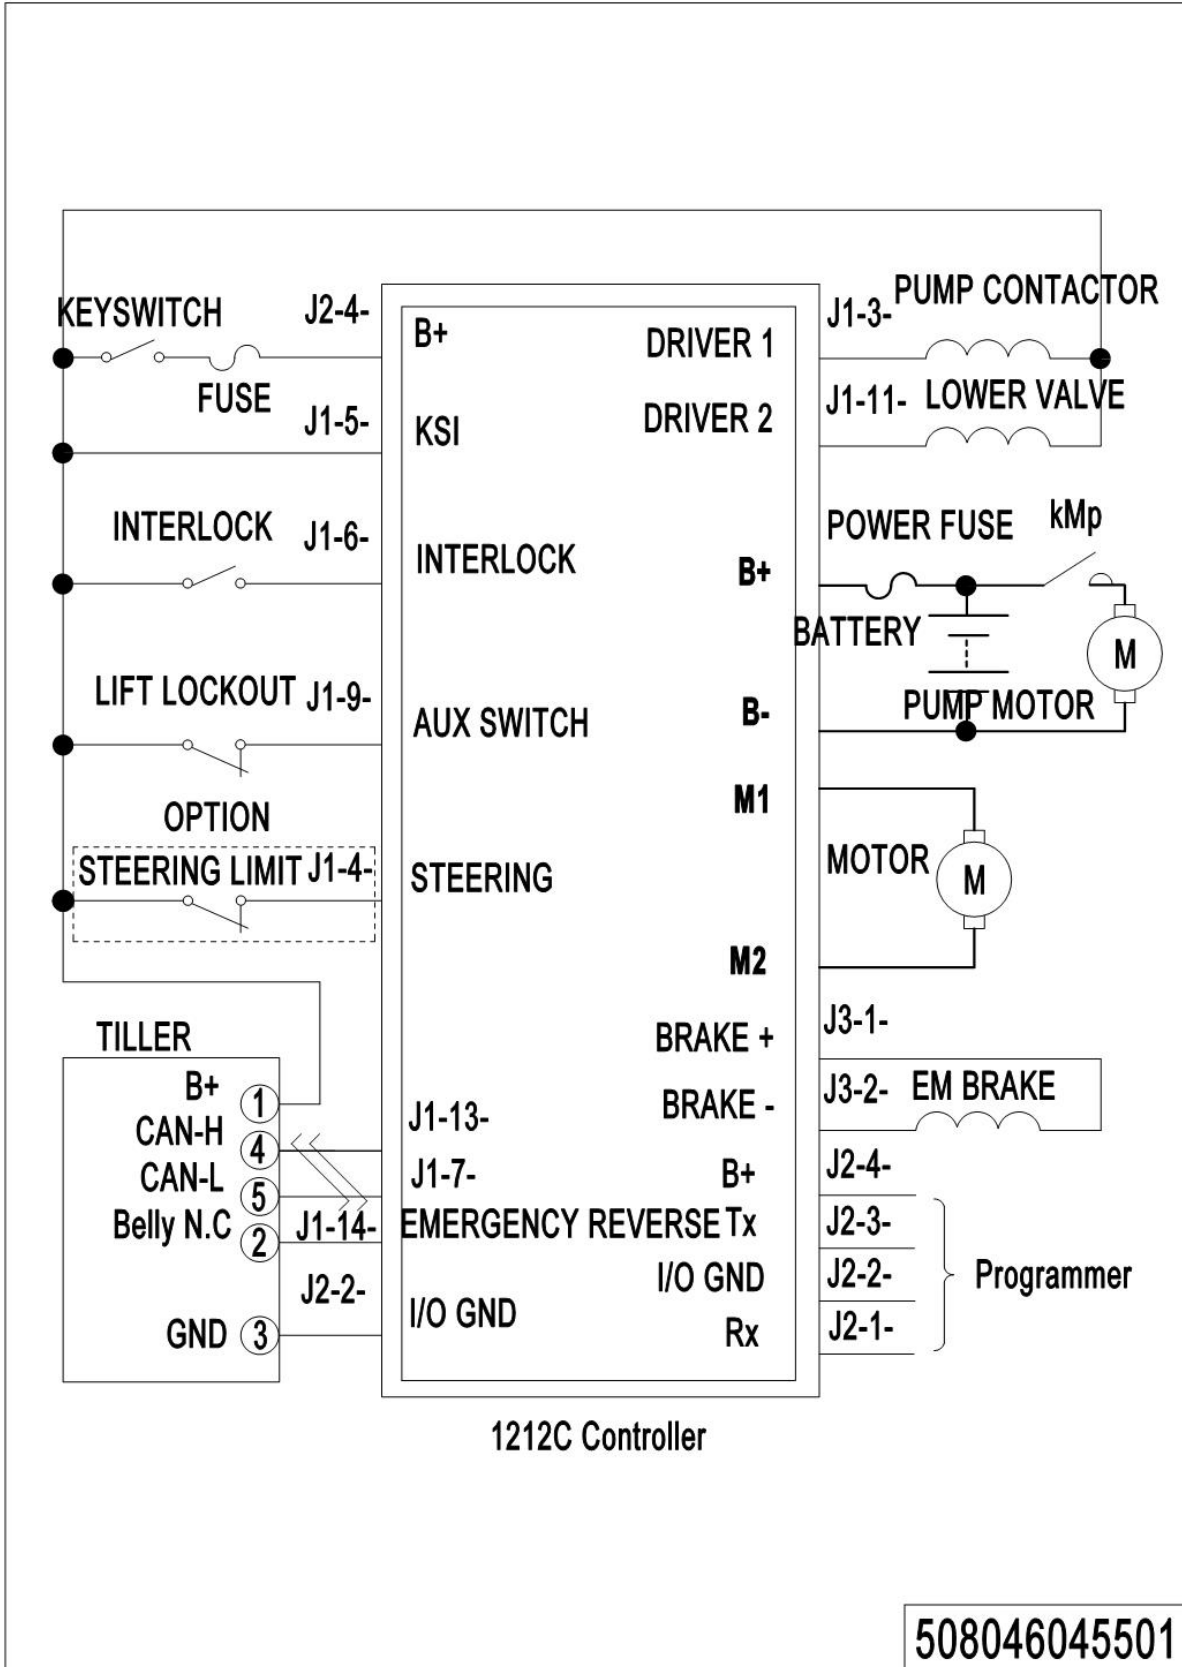 PUMP CONTACTOR
KEYSWITCH
J2-4-
J1-3-
B+
DRIVER 1
FUSE
J1-5-
J1-11-
LOWER VALVE
KSI
DRIVER 2
INTERLOCK
J1-6-
POWER FUSE
kMp
INTERLOCK
B+
BATTERY
M
LIFT LOCKOUT
J1-9-
AUX SWITCH
B-
PUMP MOTOR
M1
OPTION
STEERING LIMIT
J1-4-
STEERING
MOTOR
M
M2
TILLER
BRAKE +
J3-1-
B+
1
J3-2-
EM BRAKE
CAN-H
4
J1-13-
BRAKE -
CAN-L
5
J1-7-
B+
J2-4-
Belly N.C
2
J1-14-
EMERGENCY REVERSE
Tx
J2-3-
J2-2-
I/O GND
J2-2-
Programmer
GND
3
I/O GND
Rx
J2-1-
1212C Controller
508046045501